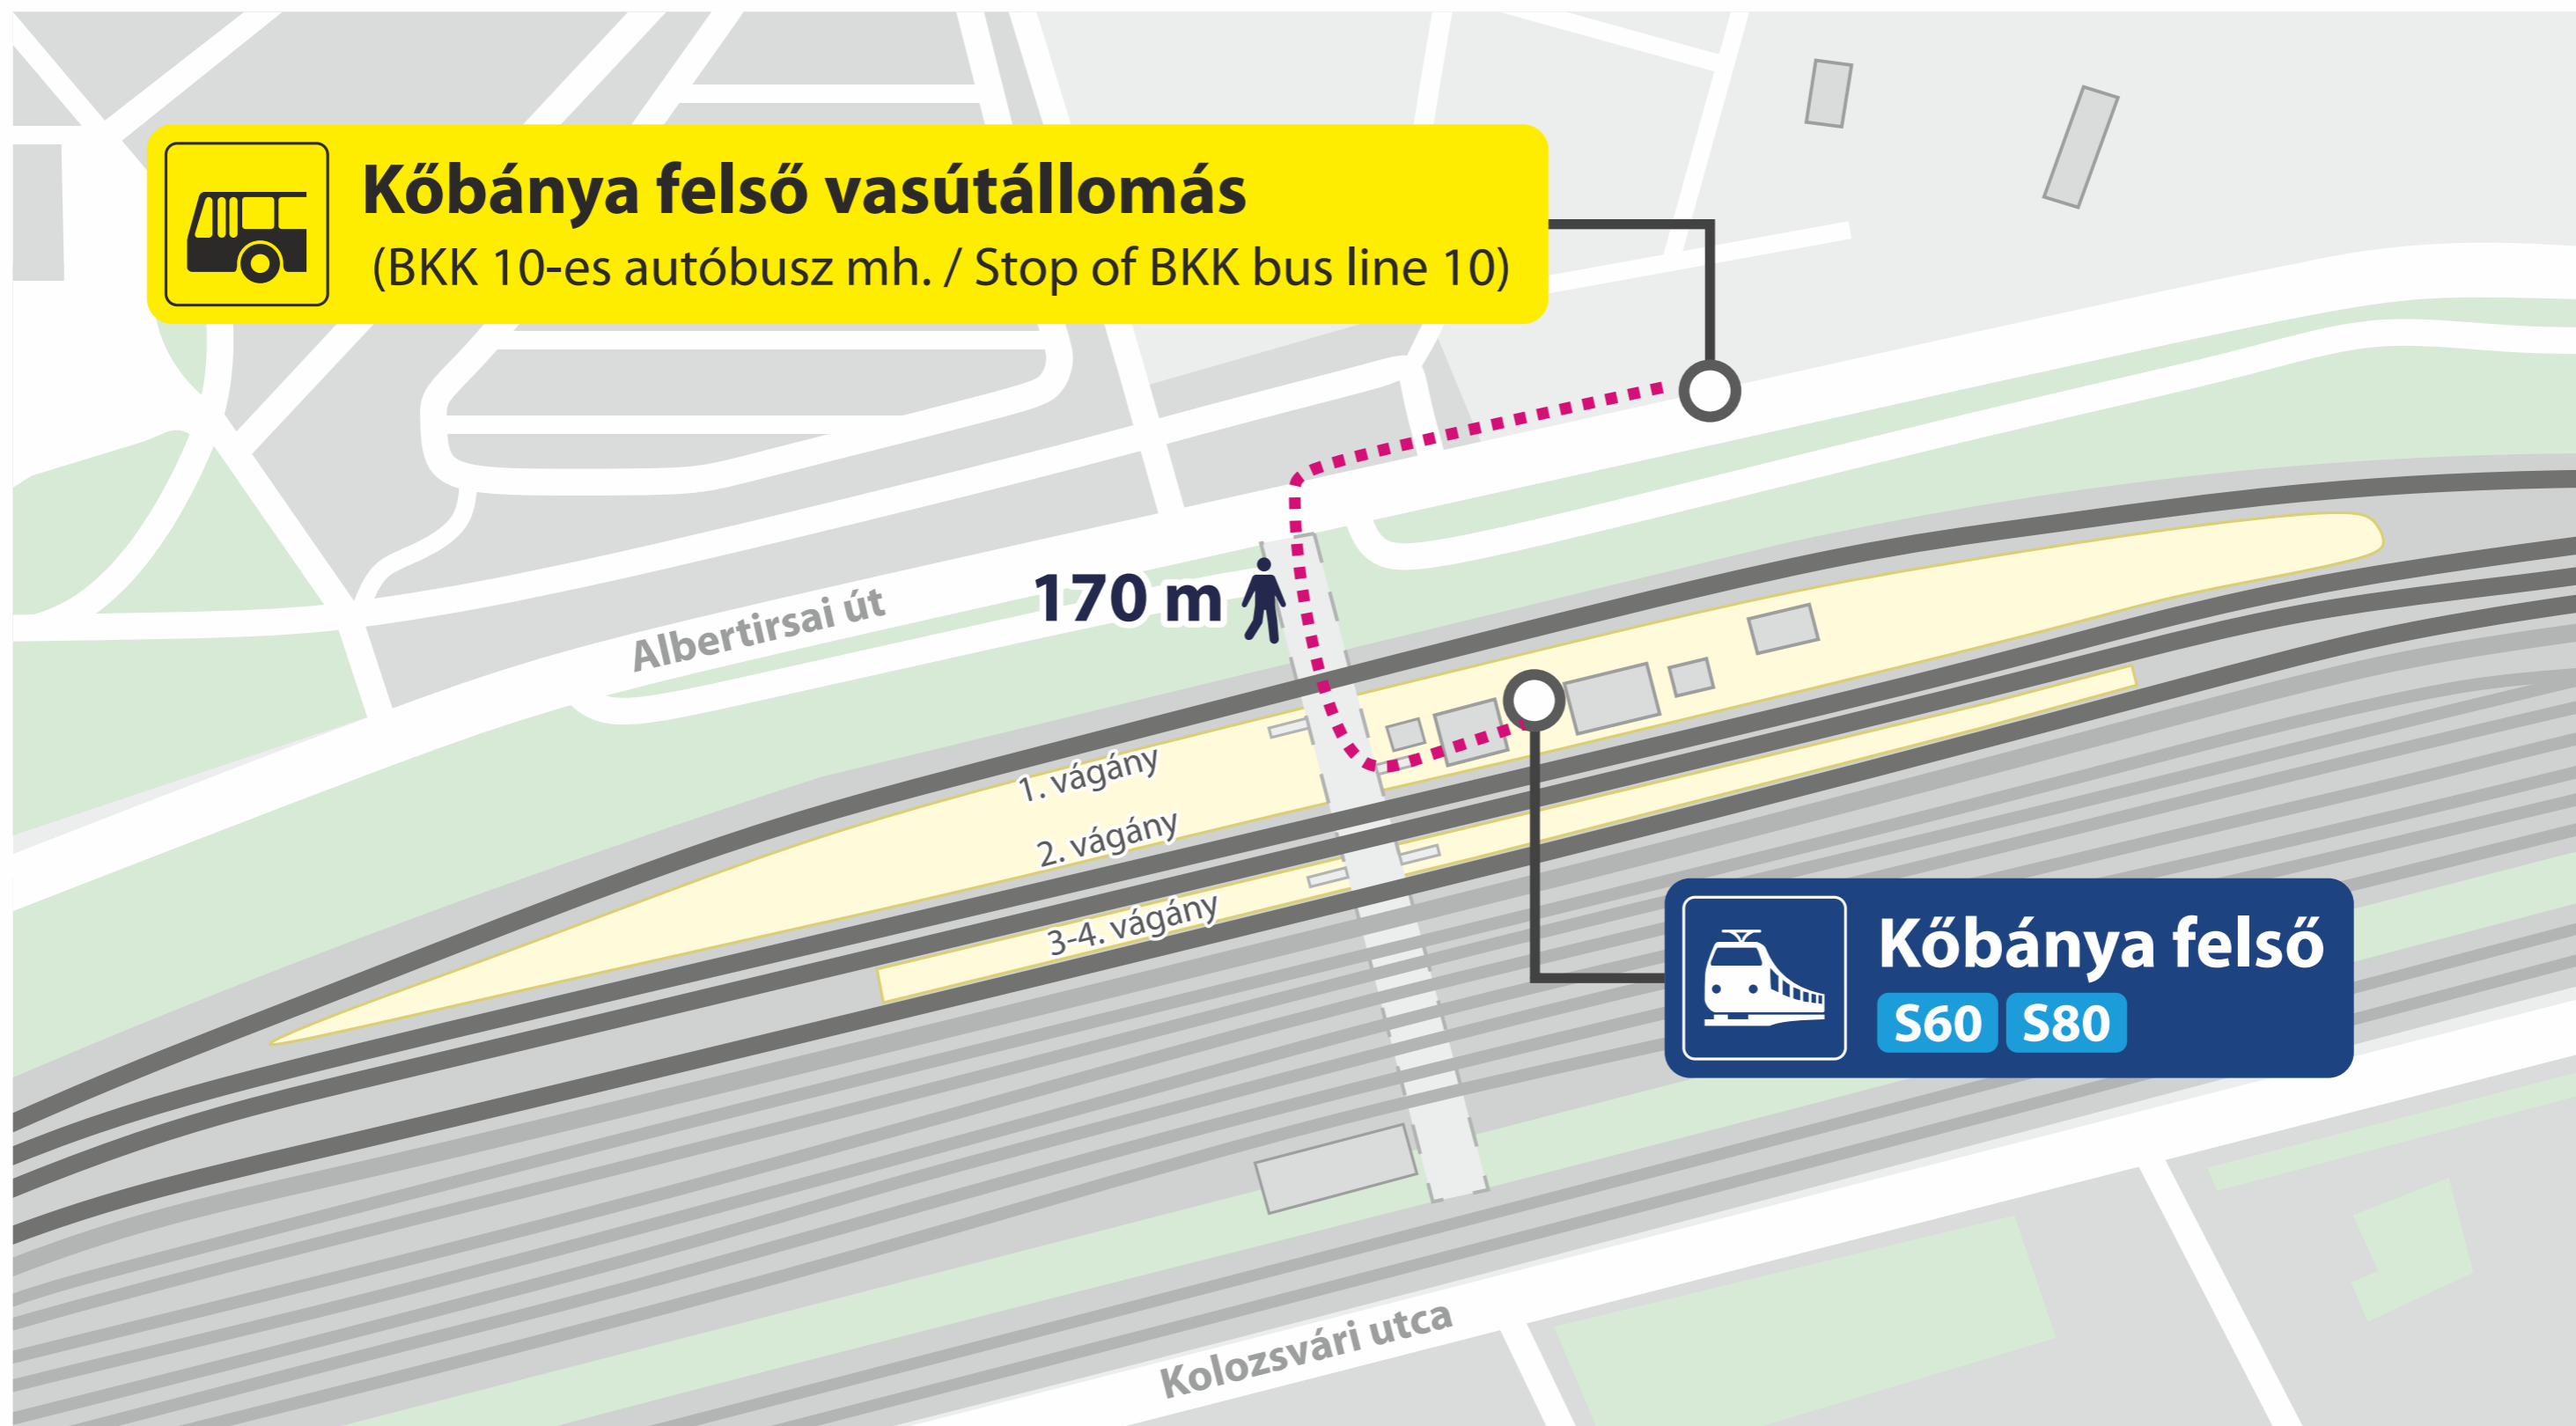 Kőbánya felső vasútállomás
(BKK 10-es autóbusz mh. / Stop of BKK bus line 10)
170 m
Albertirsai út
1. vágány
2. vágány
3-4. vágány
Kőbánya felső
S60 S80
Kolozsvári utca